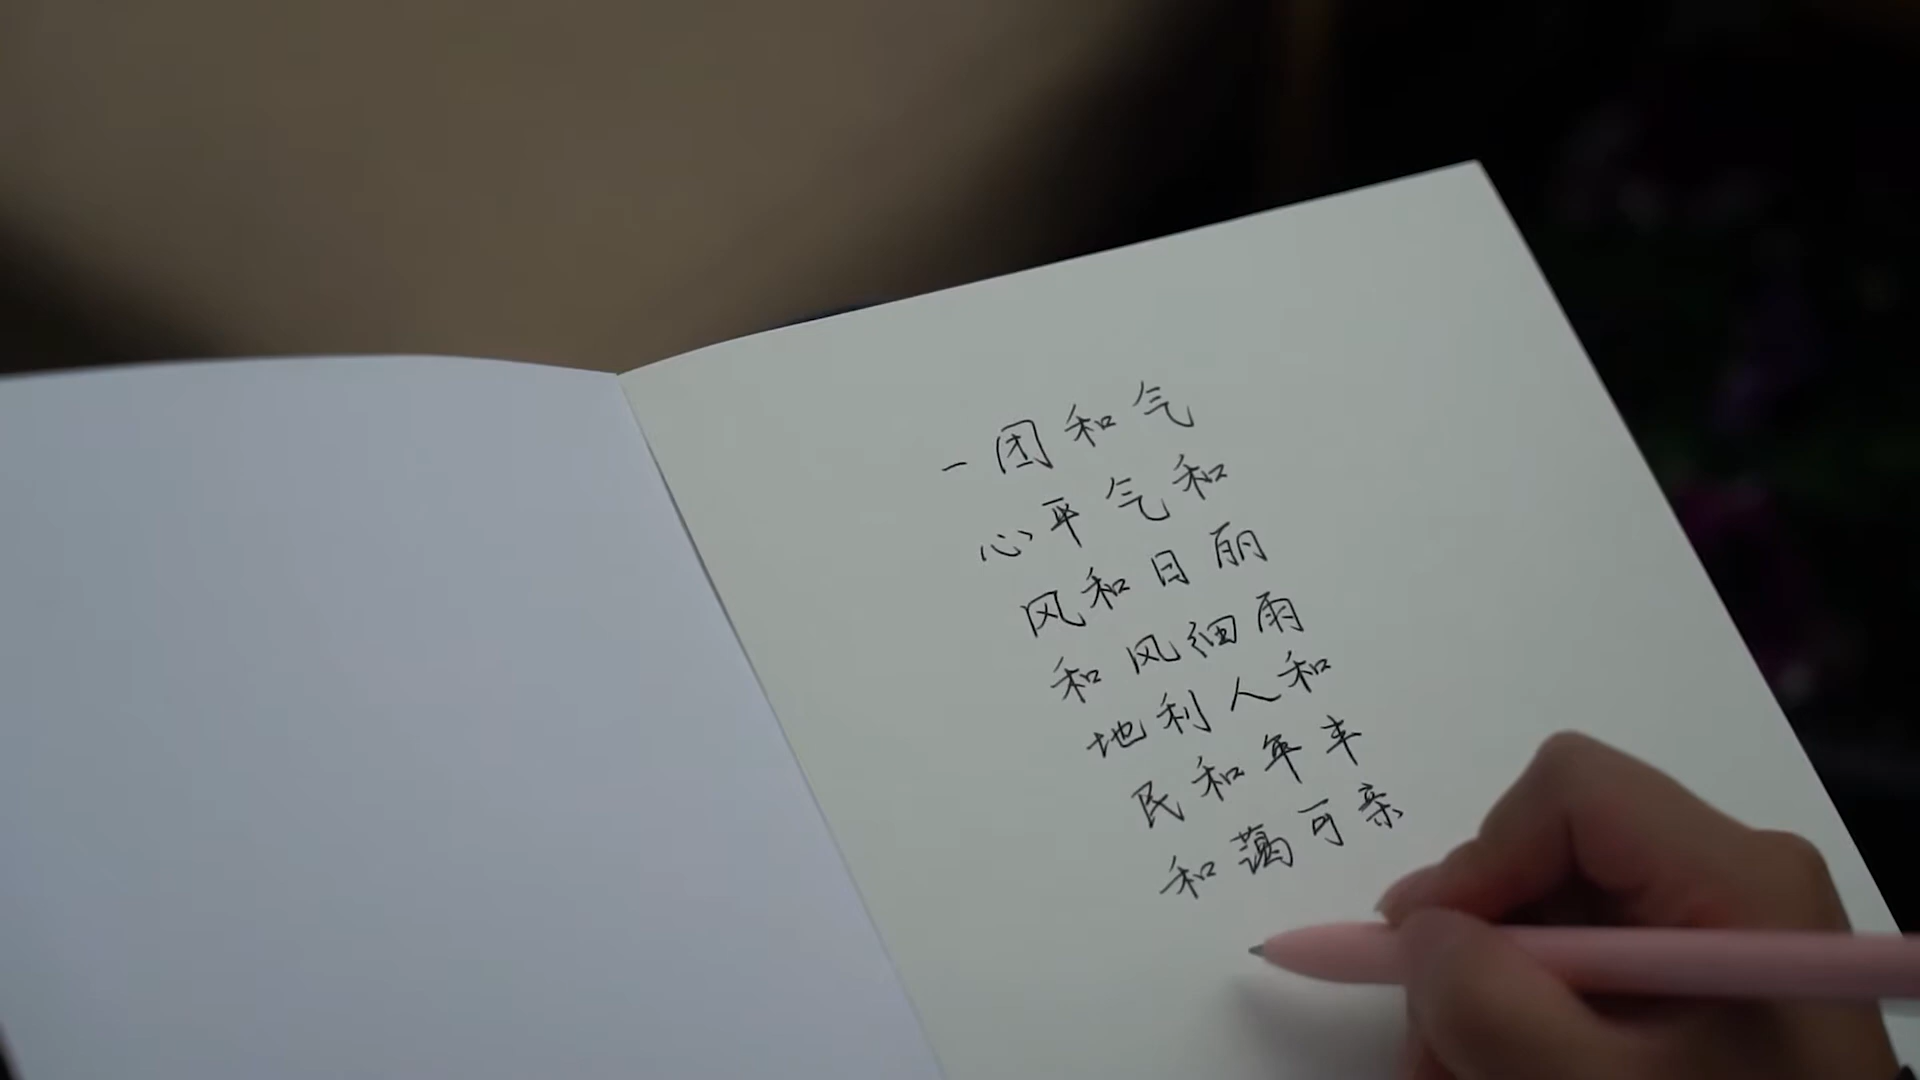 一团和气
心平气和
风和日丽
和风细雨
地利人和
民和年丰
和蔼可亲